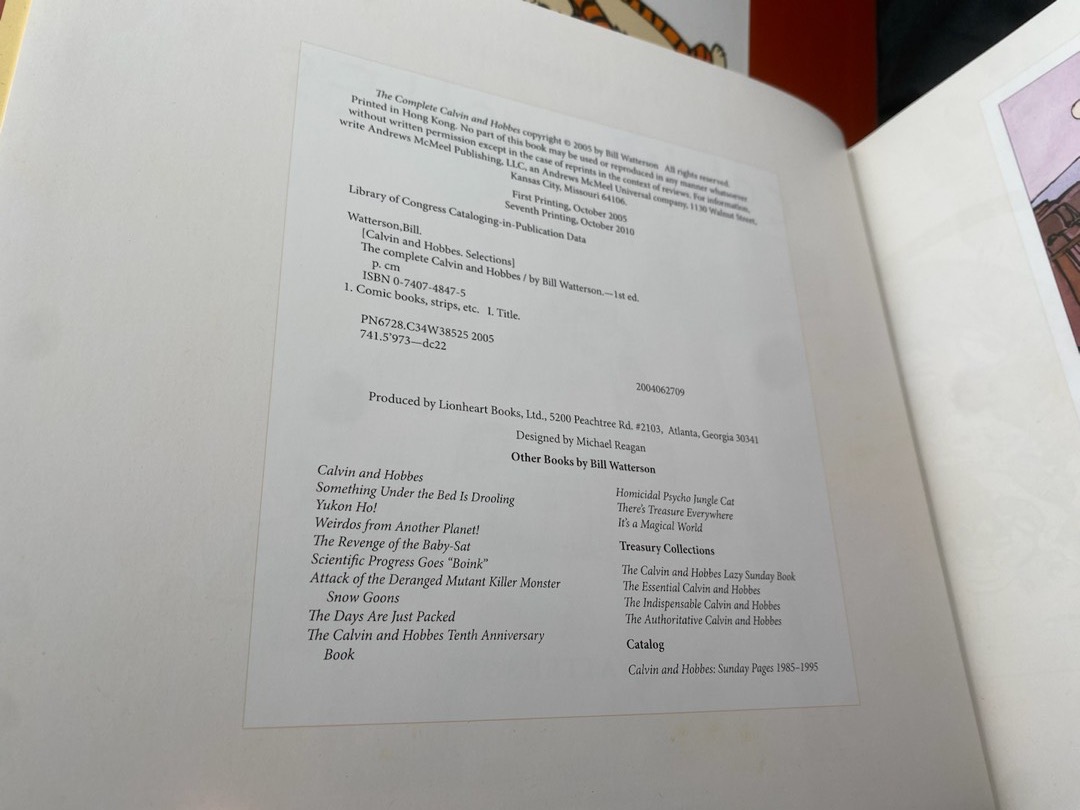 The Complete Calvin and Hobbes copyright © 2005 by Bill Watterson All rights reserved.
Printed in Hong Kong. No part of this book may be used or reproduced in any manner whatsoever
without written permission except in the case of reprints in the context of reviews. For information,
write Andrews McMeel Publishing, LLC, an Andrews McMeel Universal company, 1130 Walnut Street,
Kansas City, Missouri 64106.
First Printing, October 2005
Seventh Printing, October 2010
Library of Congress Cataloging-in-Publication Data
Watterson,Bill.
[Calvin and Hobbes. Selections]
The complete Calvin and Hobbes / by Bill Watterson.—1st ed.
p. cm
ISBN 0-7407-4847-5
1. Comic books, strips, etc. I. Title.
PN6728.C34W38525 2005
741.5'973—dc22
2004062709
Produced by Lionheart Books, Ltd., 5200 Peachtree Rd. #2103, Atlanta, Georgia 30341
Designed by Michael Reagan
Other Books by Bill Watterson
Calvin and Hobbes
Something Under the Bed Is Drooling
Yukon Ho!
Weirdos from Another Planet!
The Revenge of the Baby-Sat
Scientific Progress Goes “Boink”
Attack of the Deranged Mutant Killer Monster
Snow Goons
The Days Are Just Packed
The Calvin and Hobbes Tenth Anniversary
Book
Homicidal Psycho Jungle Cat
There's Treasure Everywhere
It's a Magical World
Treasury Collections
The Calvin and Hobbes Lazy Sunday Book
The Essential Calvin and Hobbes
The Indispensable Calvin and Hobbes
The Authoritative Calvin and Hobbes
Catalog
Calvin and Hobbes: Sunday Pages 1985–1995